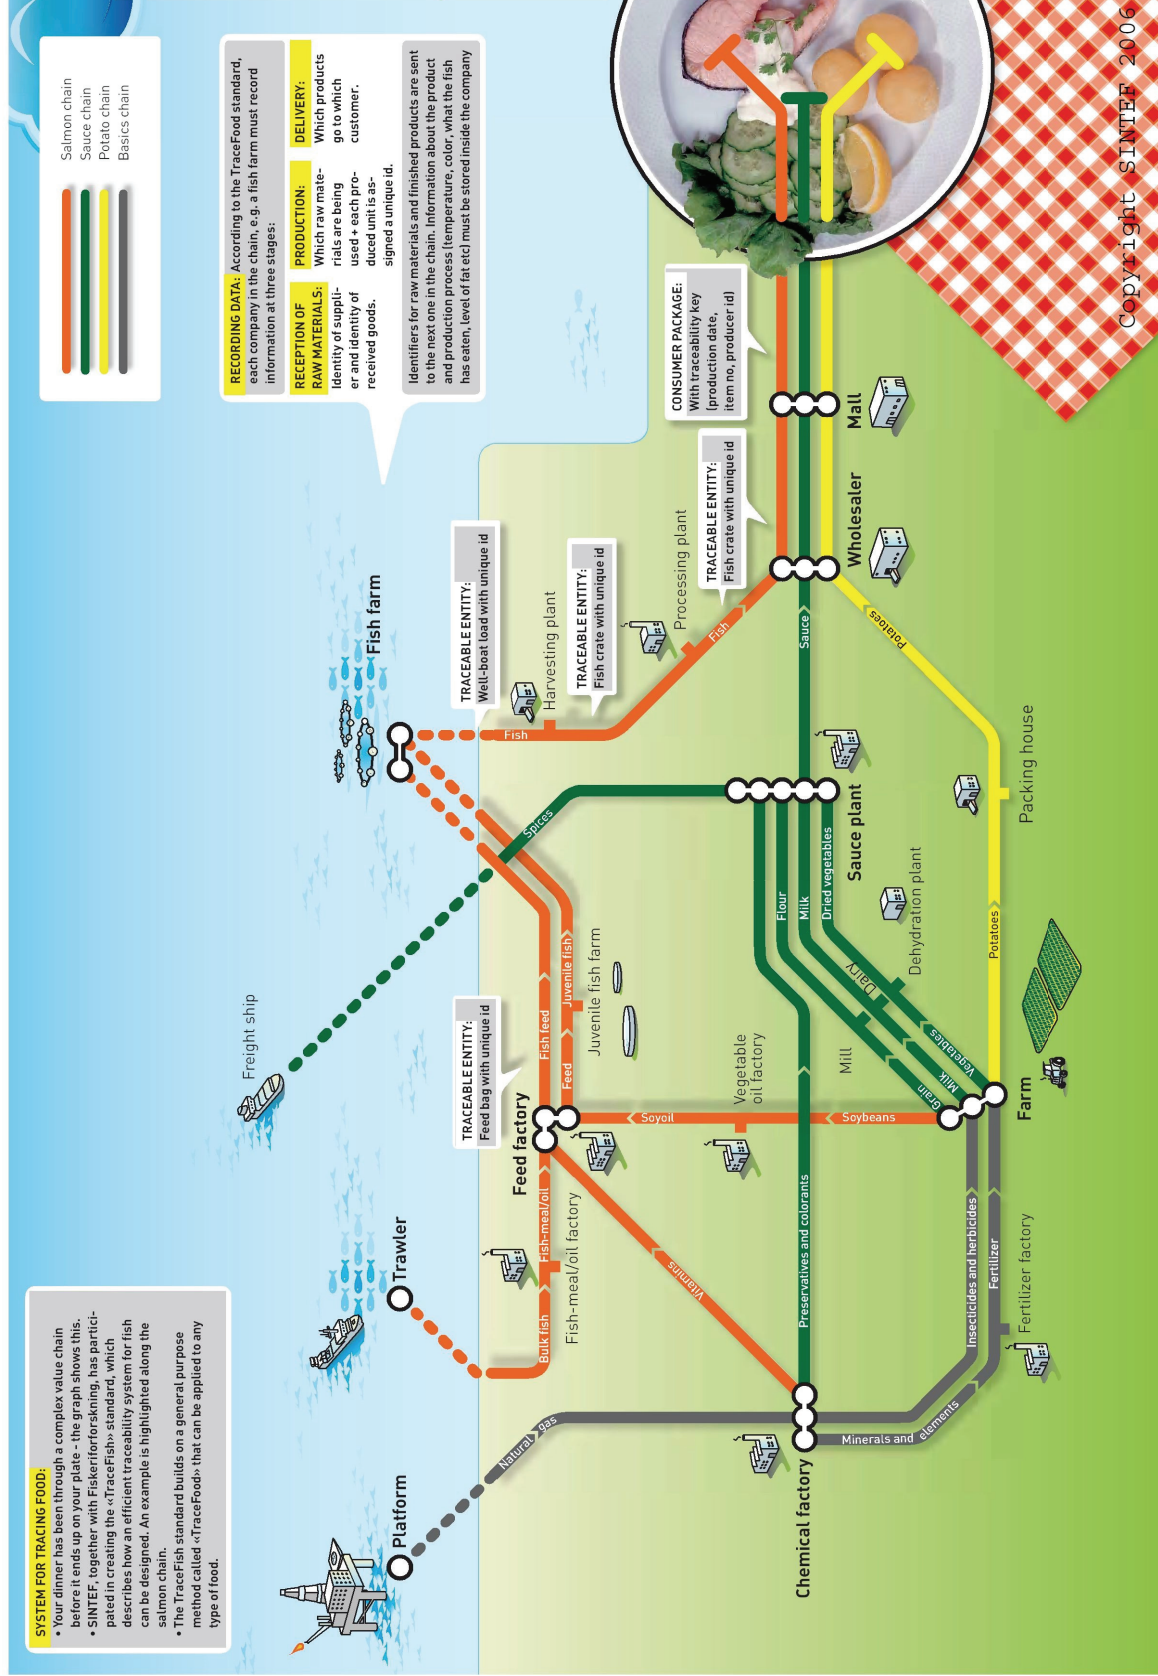 SYSTEM FOR TRACING FOOD:
• Your dinner has been through a complex value chain
before it ends up on your plate - the graph shows this.
• SINTEF, together with Fiskeriforforskning, has partici-
pated in creating the «TraceFish» standard, which
describes how an efficient traceability system for fish
can be designed. An example is highlighted along the
salmon chain.
• The TraceFish standard builds on a general purpose
method called «TraceFood» that can be applied to any
type of food.
Salmon chain
Sauce chain
Potato chain
Basics chain
RECORDING DATA: According to the TraceFood standard,
each company in the chain, e.g. a fish farm must record
information at three stages:
RECEPTION OF
RAW MATERIALS:
Identity of suppli-
er and identity of
received goods.
PRODUCTION:
Which raw mate-
rials are being
used + each pro-
duced unit is as-
signed a unique id.
DELIVERY:
Which products
go to which
customer.
Identifiers for raw materials and finished products are sent
to the next one in the chain. Information about the product
and production process (temperature, color, what the fish
has eaten, level of fat etc) must be stored inside the company
Freight ship
Platform
Trawler
Fish farm
Natural gas
Bulk fish
Fish-meal/oil
Fish-meal/oil factory
Feed factory
TRACEABLE ENTITY:
Feed bag with unique id
Fish feed
Feed
Juvenile fish
Juvenile fish farm
Spices
TRACEABLE ENTITY:
Well-boat load with unique id
Fish
Harvesting plant
TRACEABLE ENTITY:
Fish crate with unique id
Processing plant
Fish
TRACEABLE ENTITY:
Fish crate with unique id
CONSUMER PACKAGE:
With traceability key
(production date,
item no, producer id)
Vitamins
Soyoil
Vegetable
oil factory
Soybeans
Chemical factory
Preservatives and colorants
Mill
Dairy
Dehydration plant
Flour
Milk
Dried vegetables
Sauce plant
Sauce
Wholesaler
Mall
Grain
Milk
Vegetables
Minerals and elements
Insecticides and herbicides
Fertilizer
Fertilizer factory
Farm
Potatoes
Packing house
Potatoes
Copyright SINTEF 2006